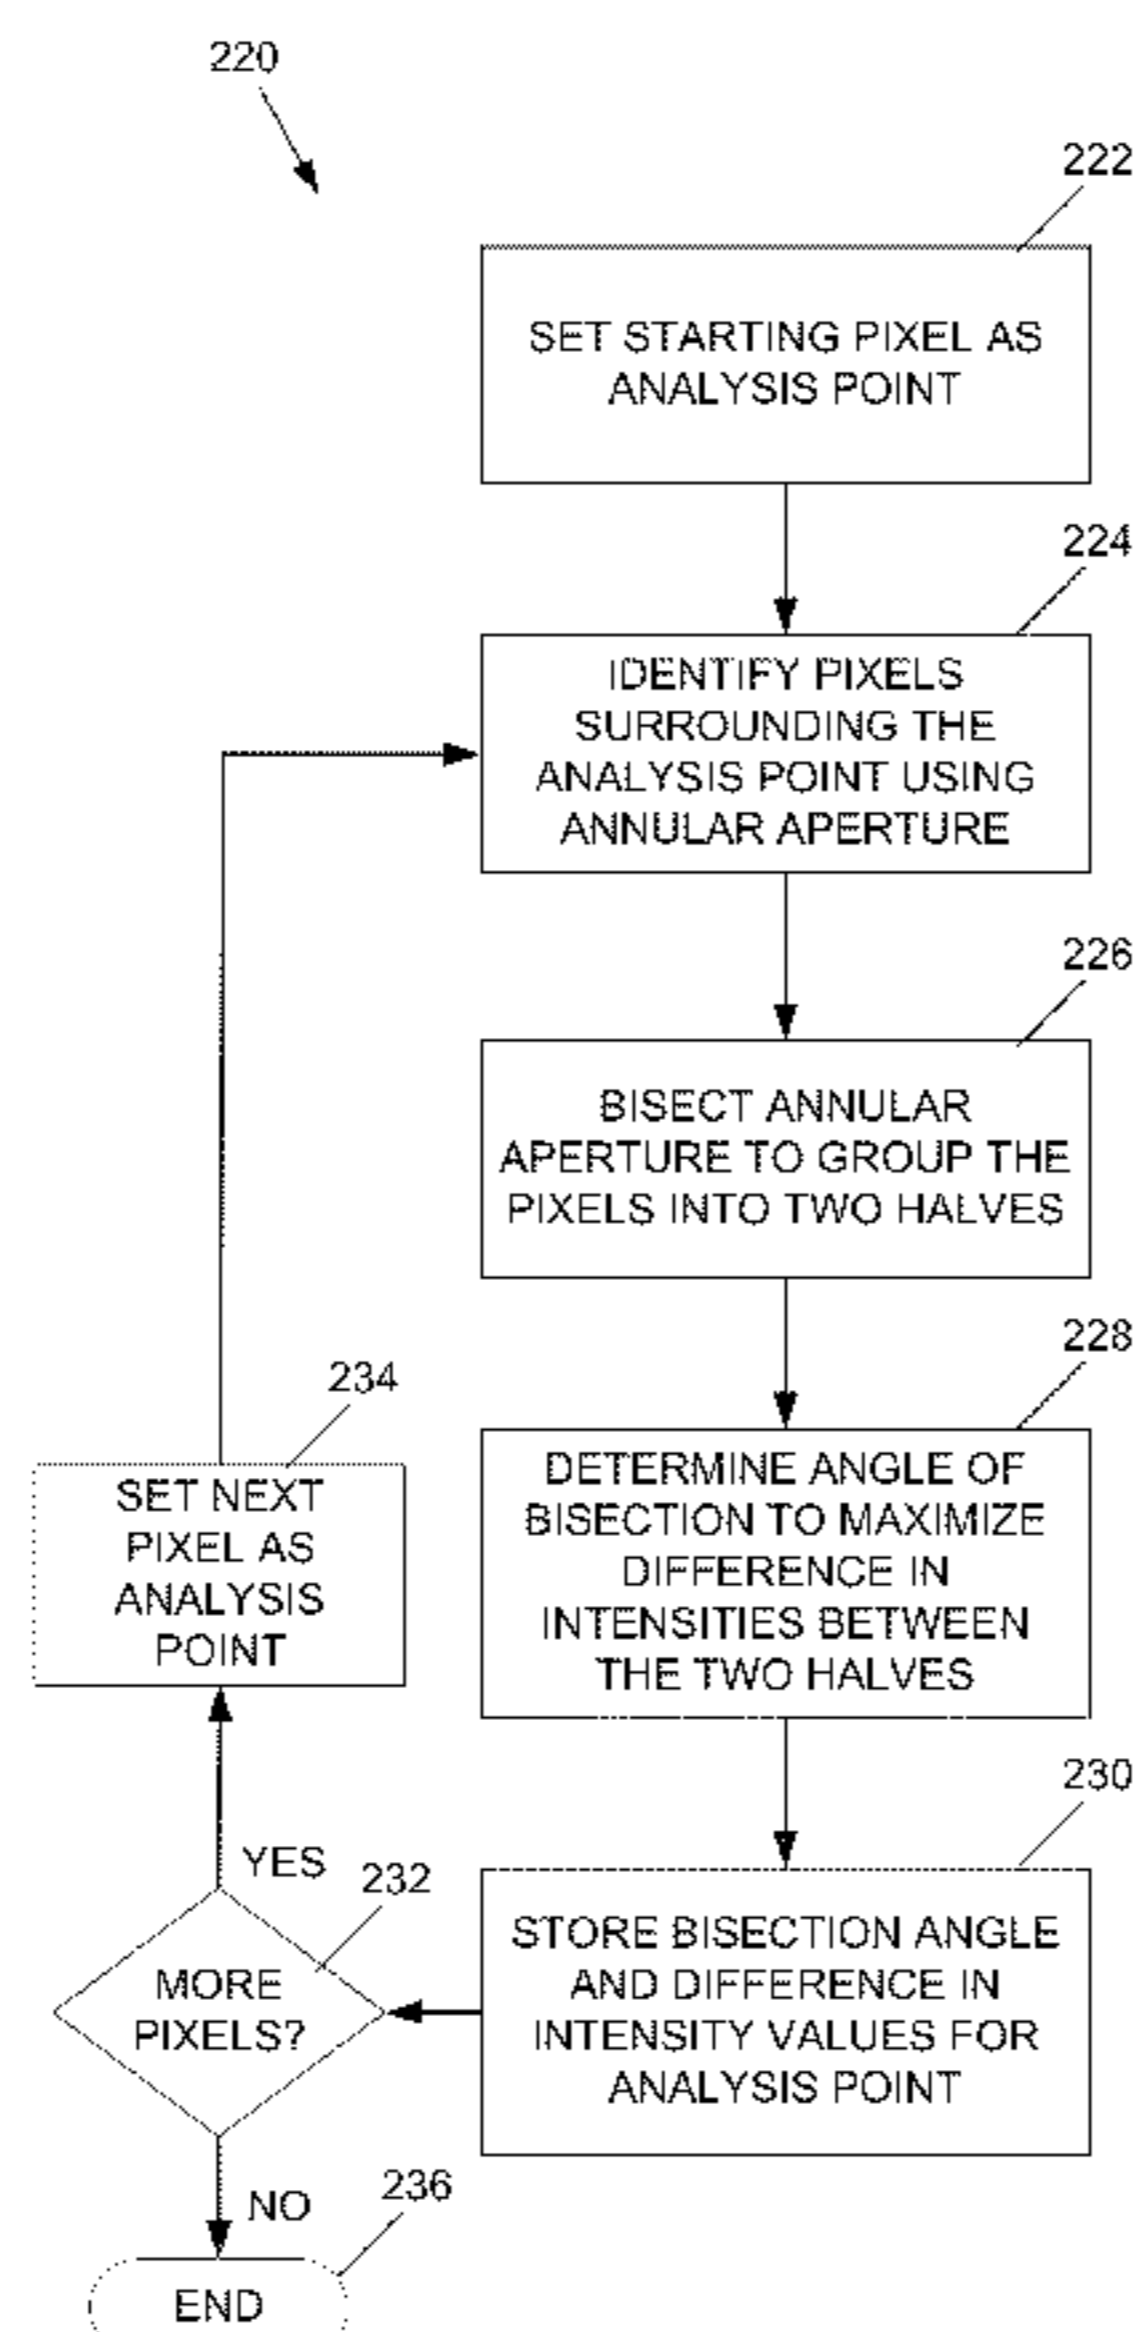 220
222
SET STARTING PIXEL AS
ANALYSIS POINT
224
IDENTIFY PIXELS
SURROUNDING THE
ANALYSIS POINT USING
ANNULAR APERTURE
226
BISECT ANNULAR
APERTURE TO GROUP THE
PIXELS INTO TWO HALVES
228
DETERMINE ANGLE OF
BISECTION TO MAXIMIZE
DIFFERENCE IN
INTENSITIES BETWEEN
THE TWO HALVES
230
STORE BISECTION ANGLE
AND DIFFERENCE IN
INTENSITY VALUES FOR
ANALYSIS POINT
232
MORE
PIXELS?
YES
234
SET NEXT
PIXEL AS
ANALYSIS
POINT
NO
236
END